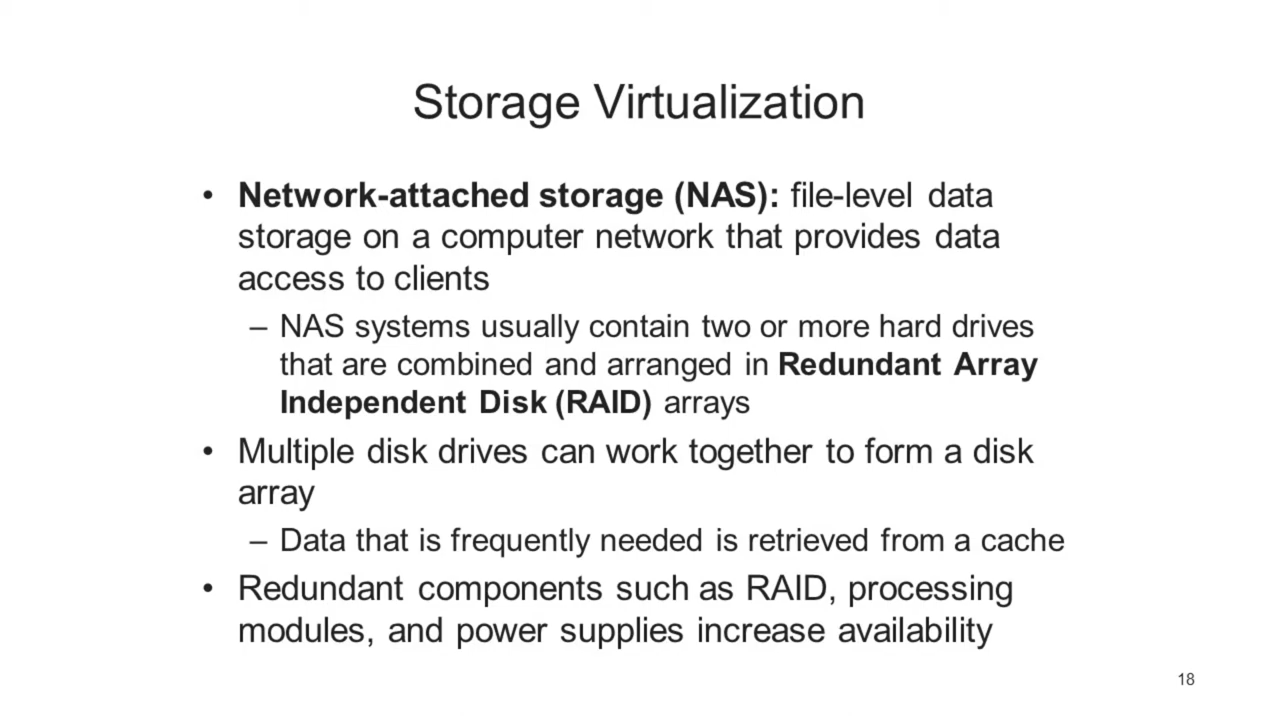 Storage Virtualization
• Network-attached storage (NAS): file-level data
storage on a computer network that provides data
access to clients
– NAS systems usually contain two or more hard drives
that are combined and arranged in Redundant Array
Independent Disk (RAID) arrays
• Multiple disk drives can work together to form a disk
array
– Data that is frequently needed is retrieved from a cache
• Redundant components such as RAID, processing
modules, and power supplies increase availability
18